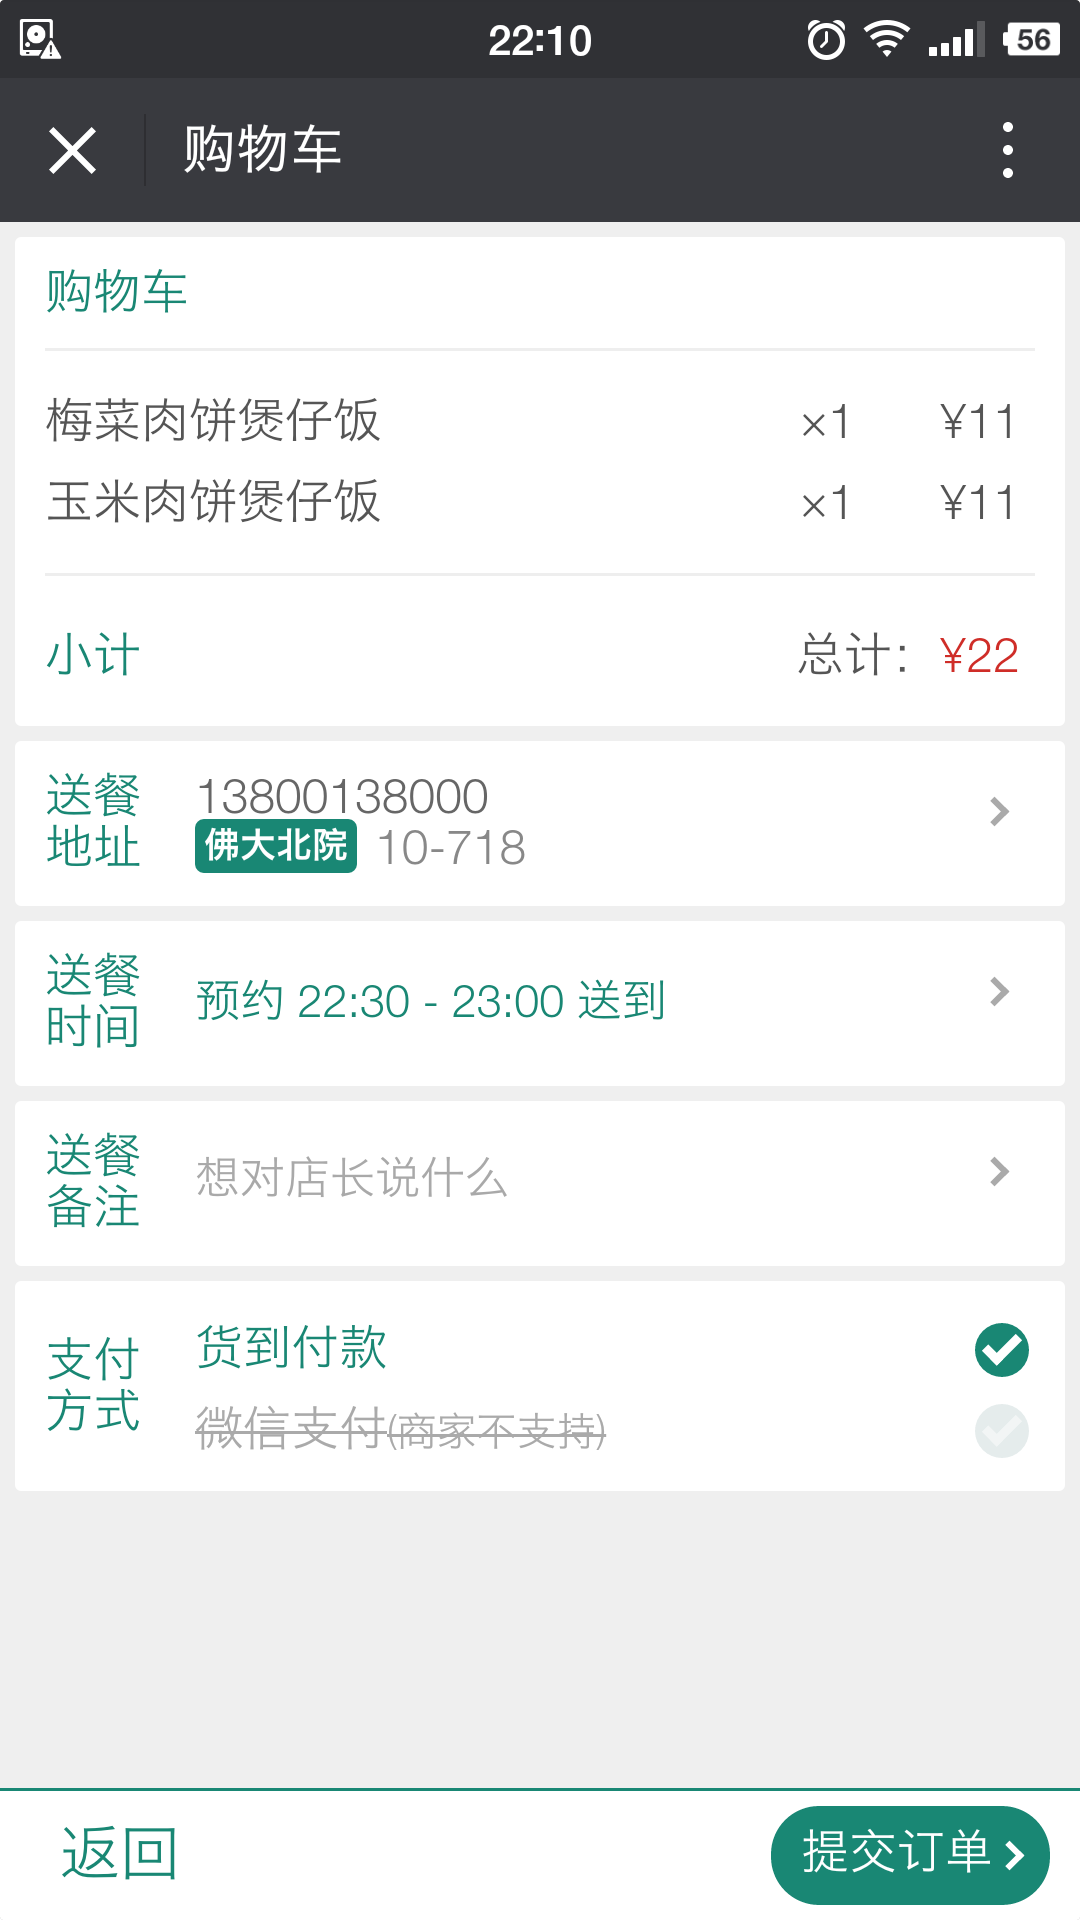 22:10
56
购物车
购物车
梅菜肉饼煲仔饭 ×1 ¥11
玉米肉饼煲仔饭 ×1 ¥11
小计 总计: ¥22
送餐地址
13800138000
佛大北院 10-718
送餐时间
预约 22:30 - 23:00 送到
送餐备注
想对店长说什么
支付方式
货到付款
微信支付(商家不支持)
返回 提交订单